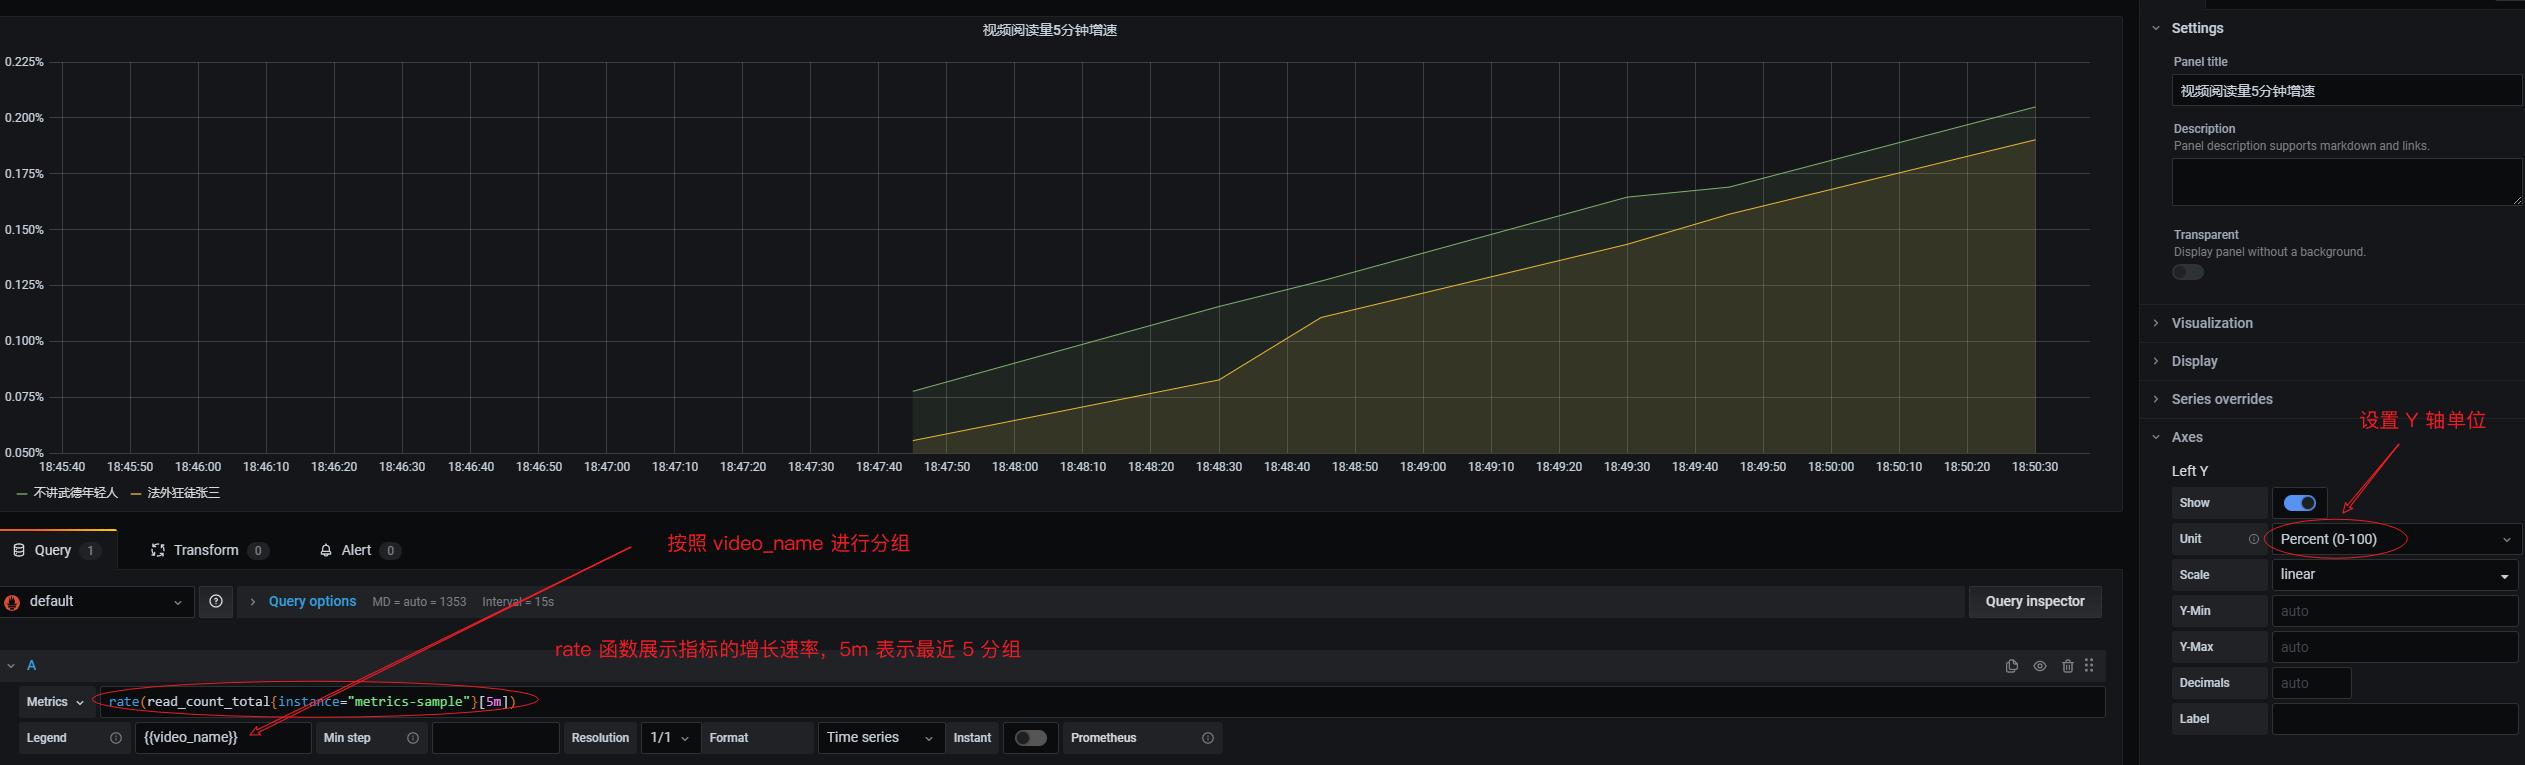 视频阅读量5分钟增速
0.225%
0.200%
0.175%
0.150%
0.125%
0.100%
0.075%
0.050%
18:45:40 18:45:50 18:46:00 18:46:10 18:46:20 18:46:30 18:46:40 18:46:50 18:47:00 18:47:10 18:47:20 18:47:30 18:47:40 18:47:50 18:48:00 18:48:10 18:48:20 18:48:30 18:48:40 18:48:50 18:49:00 18:49:10 18:49:20 18:49:30 18:49:40 18:49:50 18:50:00 18:50:10 18:50:20 18:50:30
不讲武德年轻人 法外狂徒张三
Query 1 Transform 0 Alert 0
按照 video_name 进行分组
default Query options MD = auto = 1353 Interval = 15s Query inspector
rate 函数展示指标的增长速率，5m 表示最近 5 分组
A
Metrics rate(read_count_total{instance="metrics-sample"}[5m])
Legend {{video_name}} Min step Resolution 1/1 Format Time series Instant Prometheus
Settings
Panel title
视频阅读量5分钟增速
Description
Panel description supports markdown and links.
Transparent
Display panel without a background.
Visualization
Display
Series overrides
设置 Y 轴单位
Axes
Left Y
Show
Unit Percent (0-100)
Scale linear
Y-Min auto
Y-Max auto
Decimals auto
Label